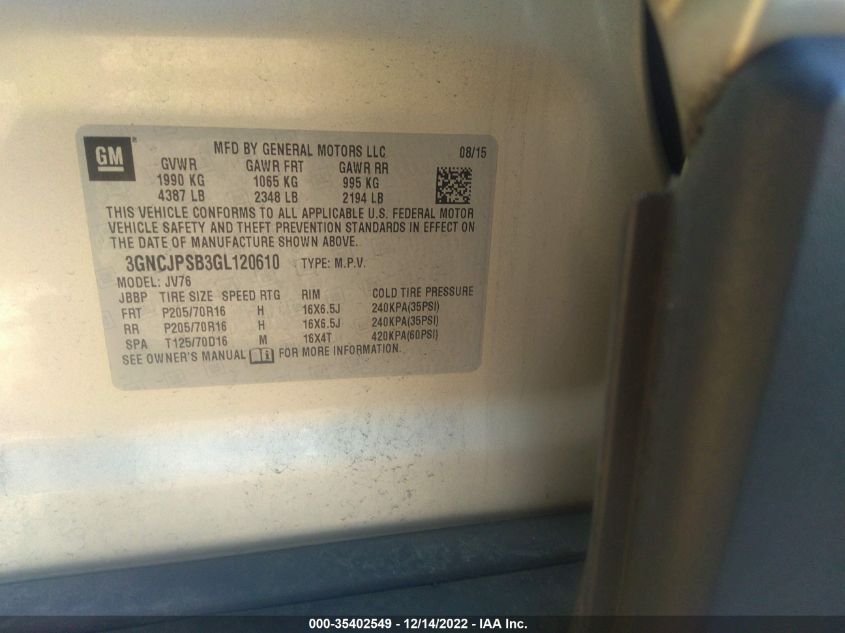 GM
MFD BY GENERAL MOTORS LLC 08/15
GVWR GAWR FRT GAWR RR
1990 KG 1065 KG 995 KG
4387 LB 2348 LB 2194 LB
THIS VEHICLE CONFORMS TO ALL APPLICABLE U.S. FEDERAL MOTOR
VEHICLE SAFETY AND THEFT PREVENTION STANDARDS IN EFFECT ON
THE DATE OF MANUFACTURE SHOWN ABOVE.
3GNCJPSB3GL120610 TYPE: M.P.V.
MODEL: JV76
JBBP TIRE SIZE SPEED RTG RIM COLD TIRE PRESSURE
FRT P205/70R16 H 16X6.5J 240KPA(35PSI)
RR P205/70R16 H 16X6.5J 240KPA(35PSI)
SPA T125/70D16 M 16X4T 420KPA(60PSI)
SEE OWNER'S MANUAL FOR MORE INFORMATION.
000-35402549 - 12/14/2022 - IAA Inc.